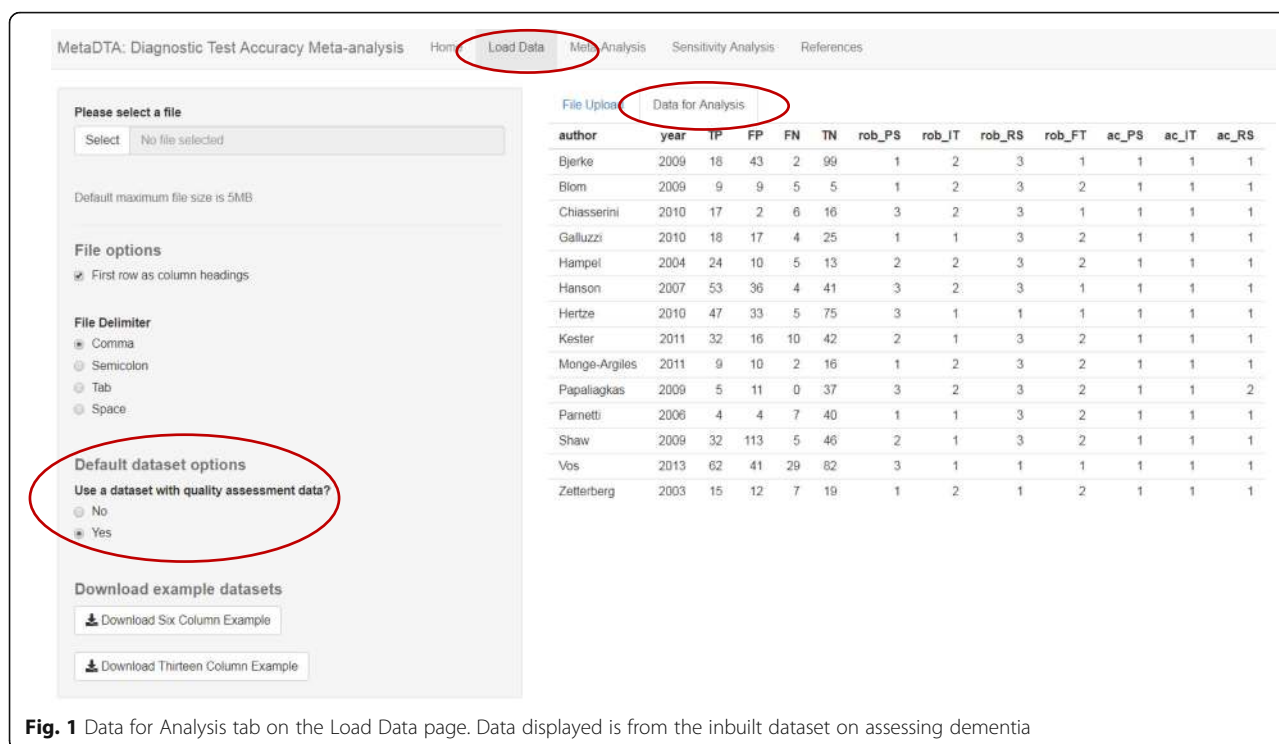 MetaDTA: Diagnostic Test Accuracy Meta-analysis Home Load Data Meta-Analysis Sensitivity Analysis References
Please select a file
Select No file selected
Default maximum file size is 5MB
File options
First row as column headings
File Delimiter
Comma
Semicolon
Tab
Space
Default dataset options
Use a dataset with quality assessment data?
No
Yes
Download example datasets
Download Six Column Example
Download Thirteen Column Example
File Upload Data for Analysis
author year TP FP FN TN rob_PS rob_IT rob_RS rob_FT ac_PS ac_IT ac_RS
Bjerke 2009 18 43 2 99 1 2 3 1 1 1 1
Blom 2009 9 9 5 5 1 2 3 2 1 1 1
Chiasserini 2010 17 2 6 16 3 2 3 1 1 1 1
Galluzzi 2010 18 17 4 25 1 1 3 2 1 1 1
Hampel 2004 24 10 5 13 2 2 3 2 1 1 1
Hanson 2007 53 36 4 41 3 2 3 1 1 1 1
Hertze 2010 47 33 5 75 3 1 1 1 1 1 1
Kester 2011 32 16 10 42 2 1 3 2 1 1 1
Monge-Argiles 2011 9 10 2 16 1 2 3 2 1 1 1
Papaliagkas 2009 5 11 0 37 3 2 3 2 1 1 2
Parnetti 2006 4 4 7 40 1 1 3 2 1 1 1
Shaw 2009 32 113 5 46 2 1 3 2 1 1 1
Vos 2013 62 41 29 82 3 1 1 1 1 1 1
Zetterberg 2003 15 12 7 19 1 2 1 2 1 1 1
Fig. 1 Data for Analysis tab on the Load Data page. Data displayed is from the inbuilt dataset on assessing dementia